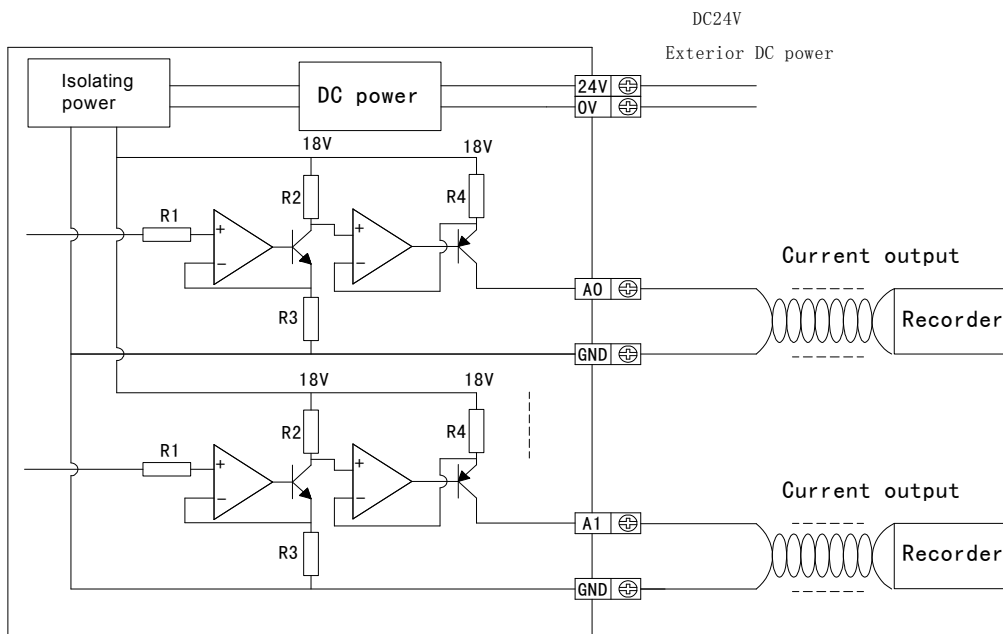 DC24V
Exterior DC power
Isolating
power
DC power
24V
0V
18V
18V
R2
R4
R1
+
−
+
−
R3
A0
GND
Current output
Recorder
18V
18V
R2
R4
R1
+
−
+
−
R3
A1
GND
Current output
Recorder